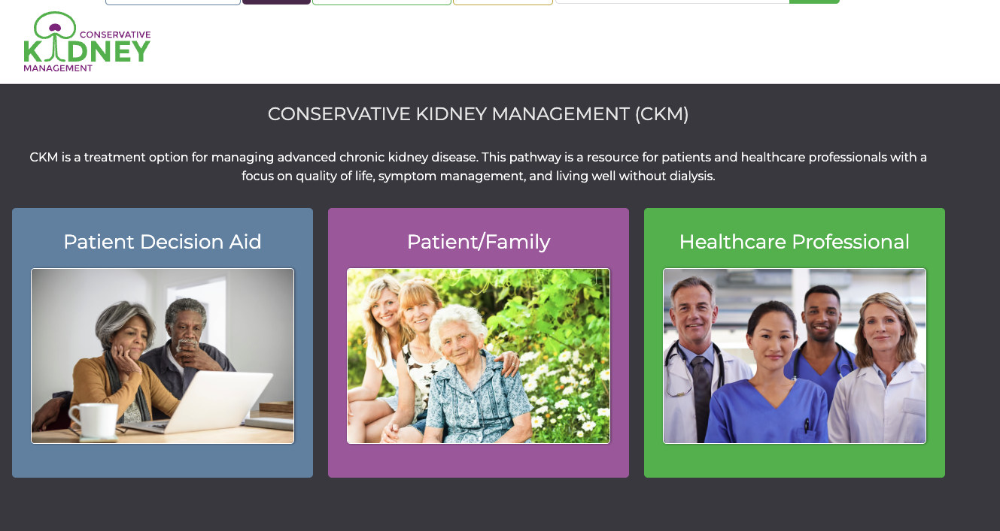 CONSERVATIVE
KIDNEY
MANAGEMENT
CONSERVATIVE KIDNEY MANAGEMENT (CKM)
CKM is a treatment option for managing advanced chronic kidney disease. This pathway is a resource for patients and healthcare professionals with a
focus on quality of life, symptom management, and living well without dialysis.
Patient Decision Aid
Patient/Family
Healthcare Professional